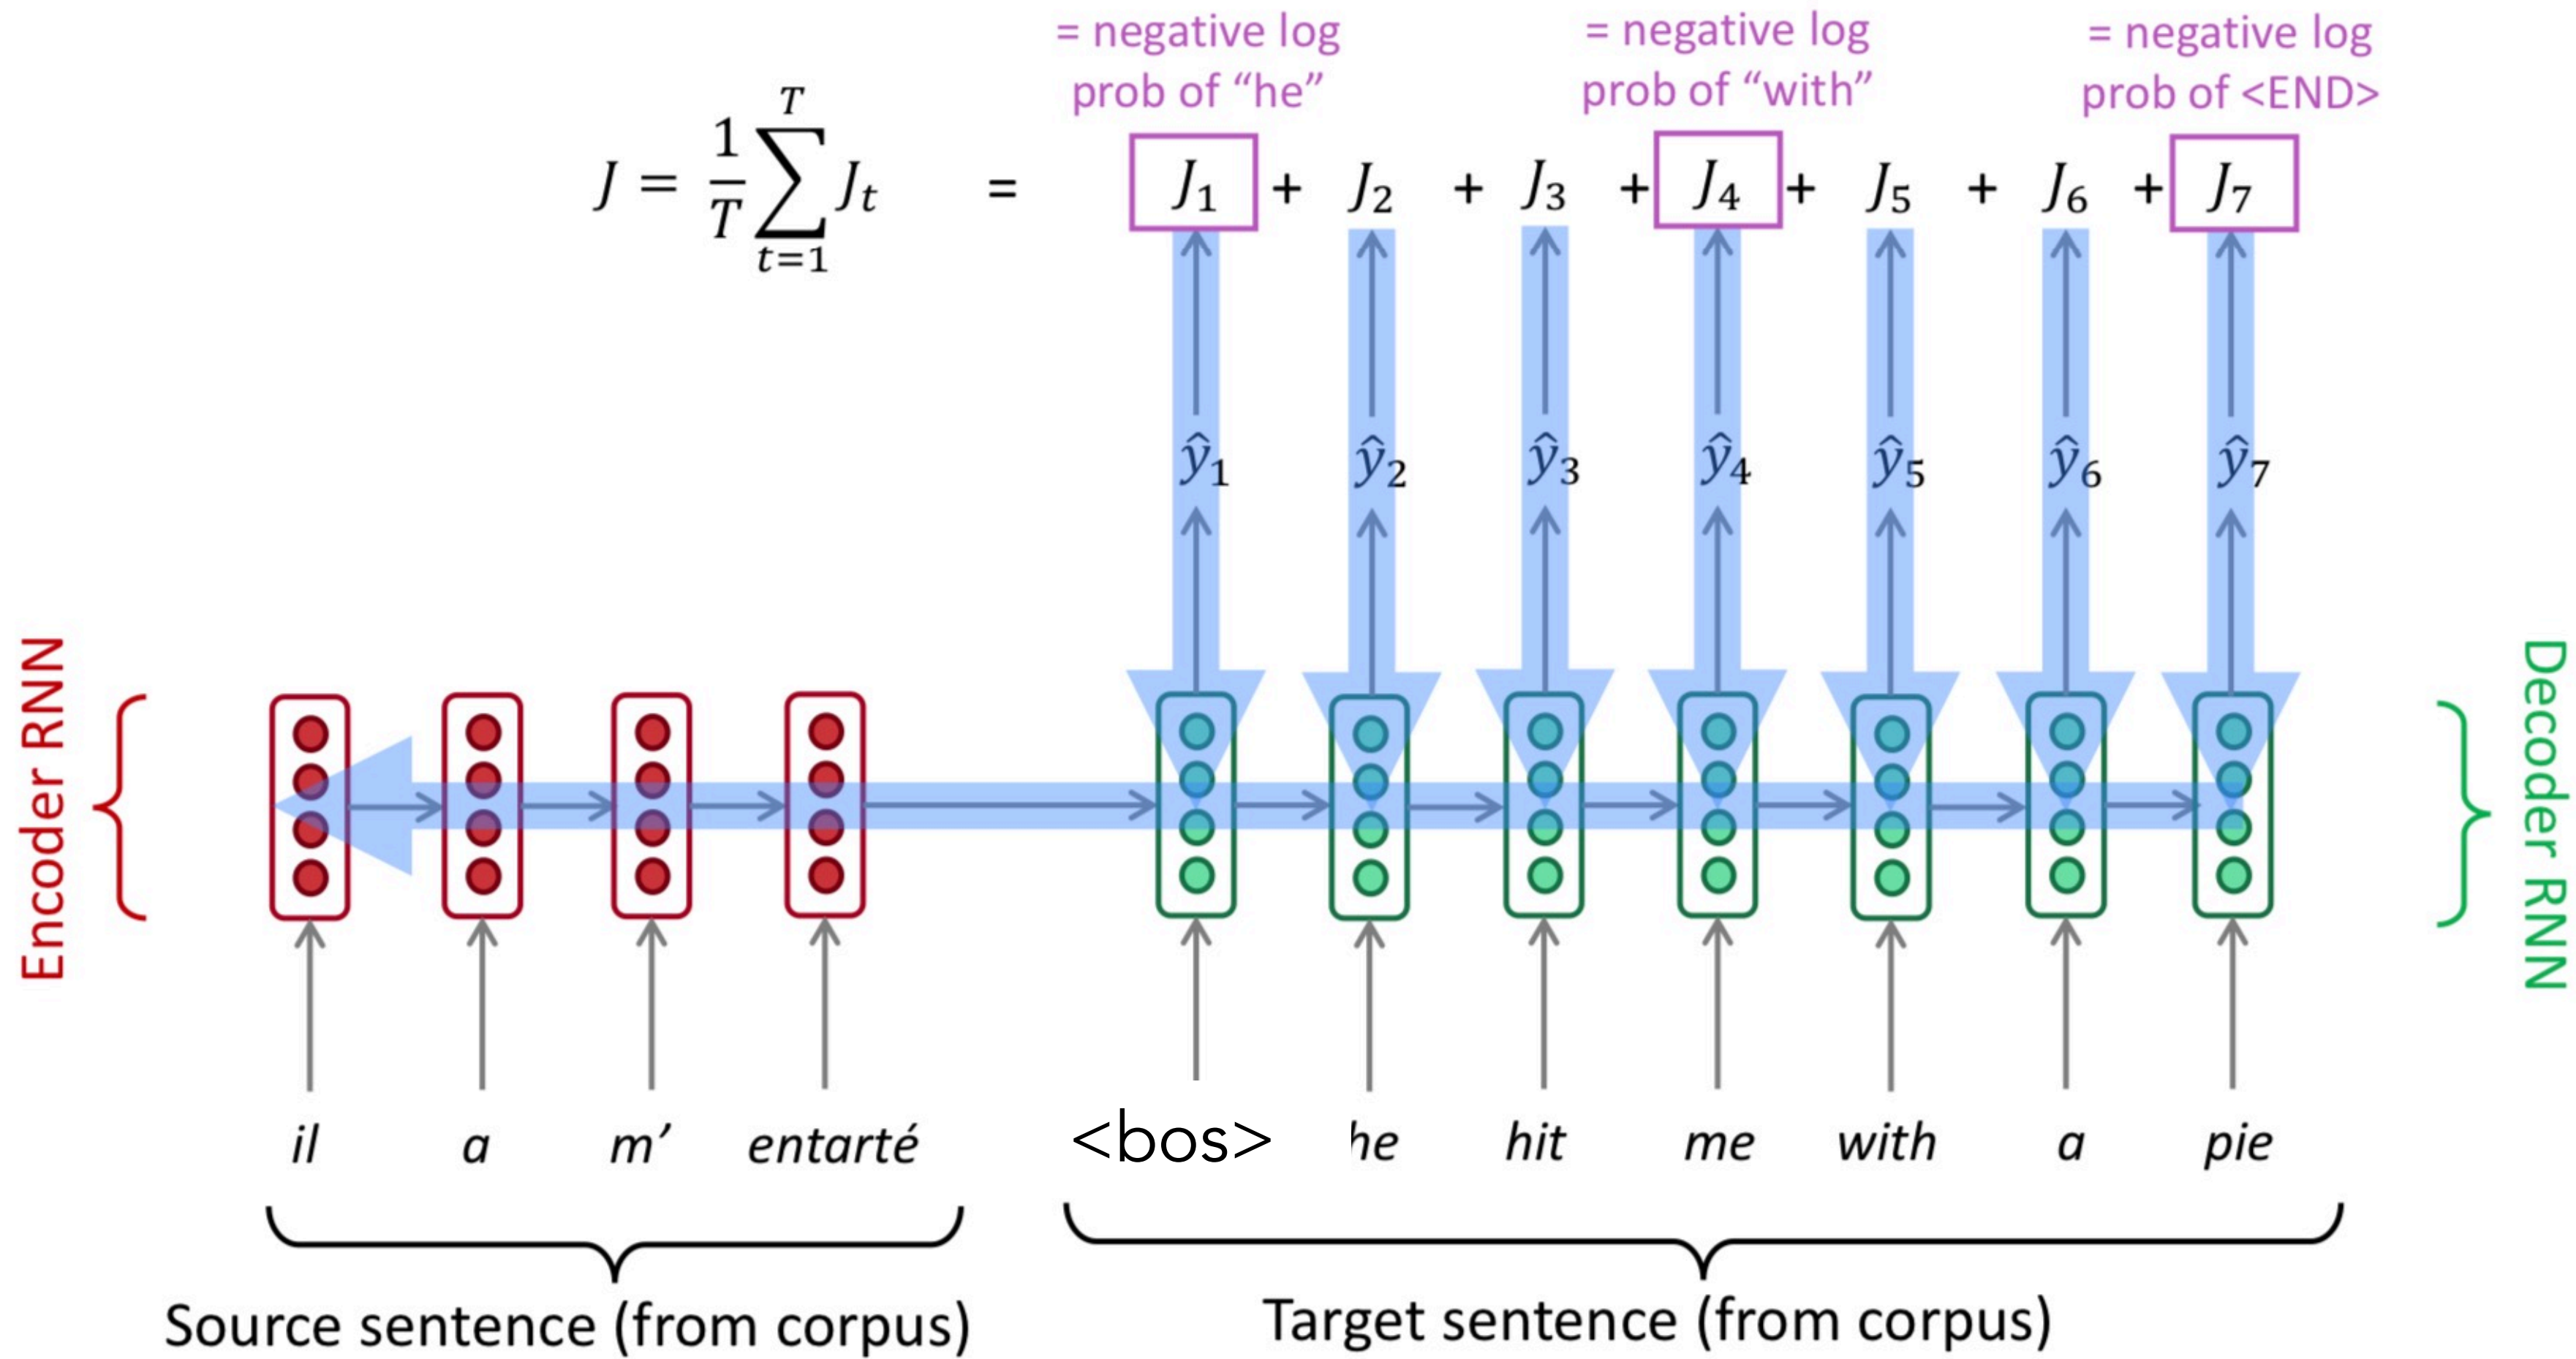 = negative log
prob of “he”
= negative log
prob of “with”
= negative log
prob of <END>
J = 1/T ∑_{t=1}^{T} J_t = J_1 + J_2 + J_3 + J_4 + J_5 + J_6 + J_7
ŷ_1 ŷ_2 ŷ_3 ŷ_4 ŷ_5 ŷ_6 ŷ_7
Encoder RNN
Decoder RNN
il a m’ entarté <bos> he hit me with a pie
Source sentence (from corpus)
Target sentence (from corpus)